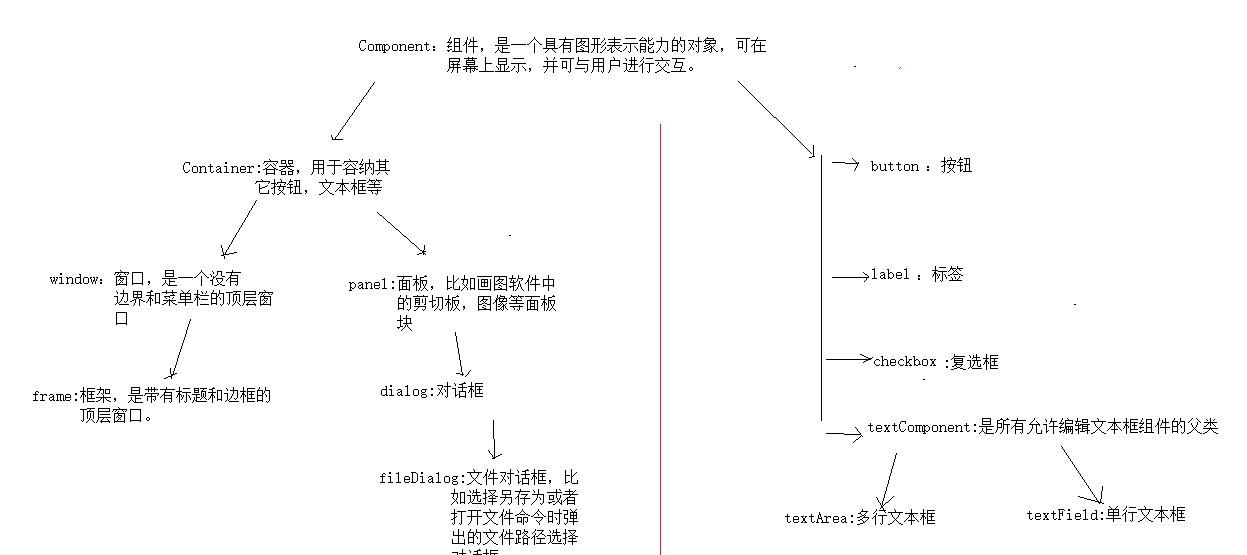 Component: 组件，是一个具有图形表示能力的对象，可在
屏幕上显示，并可与用户进行交互。
Container:容器，用于容纳其
它按钮，文本框等
window: 窗口，是一个没有
边界和菜单栏的顶层窗
口
frame:框架，是带有标题和边框的
顶层窗口。
panel:面板，比如画图软件中
的剪切板，图像等面板
块
dialog:对话框
fileDialog:文件对话框，比
如选择另存为或者
打开文件命令时弹
出的文件路径选择
对话框
button : 按钮
label : 标签
checkbox :复选框
textComponent:是所有允许编辑文本框组件的父类
textArea:多行文本框
textField:单行文本框